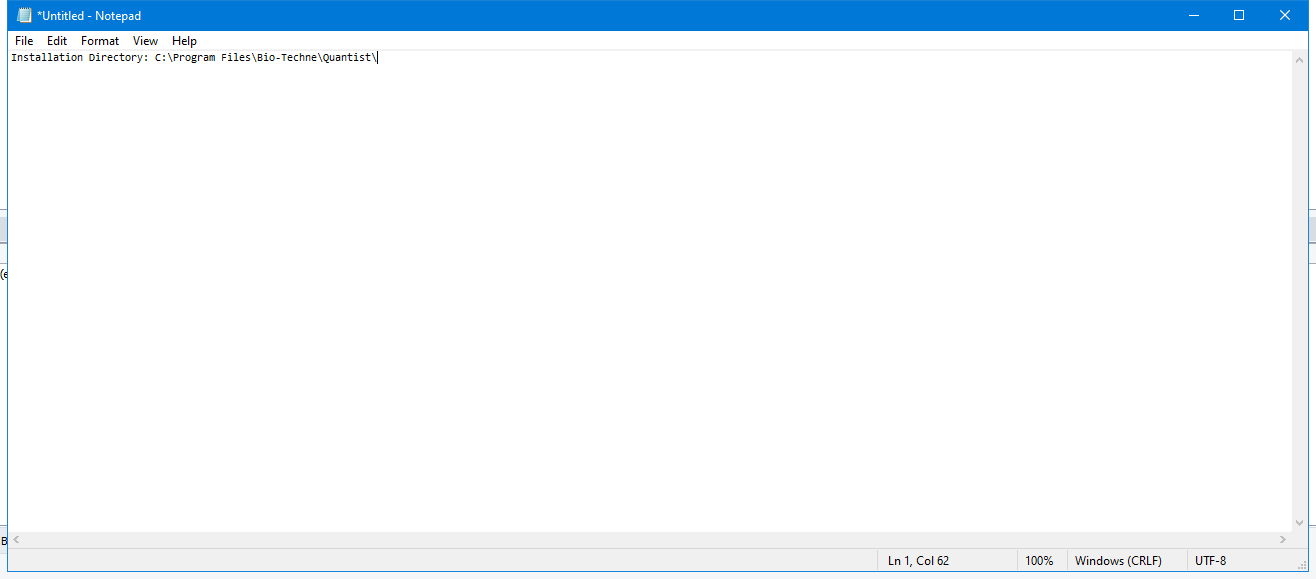 *Untitled - Notepad
File Edit Format View Help
Installation Directory: C:\Program Files\Bio-Techne\Quantist\
(e
B
Ln 1, Col 62 100% Windows (CRLF) UTF-8